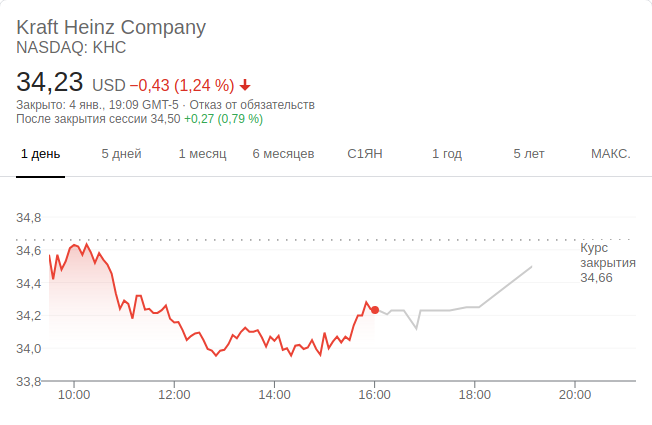 Kraft Heinz Company
NASDAQ: KHC
34,23 USD −0,43 (1,24 %)
Закрыто: 4 янв., 19:09 GMT-5 · Отказ от обязательств
После закрытия сессии 34,50 +0,27 (0,79 %)
1 день 5 дней 1 месяц 6 месяцев С1ЯН 1 год 5 лет МАКС.
34,8
34,6
34,4
34,2
34,0
33,8
Курс
закрытия
34,66
10:00 12:00 14:00 16:00 18:00 20:00